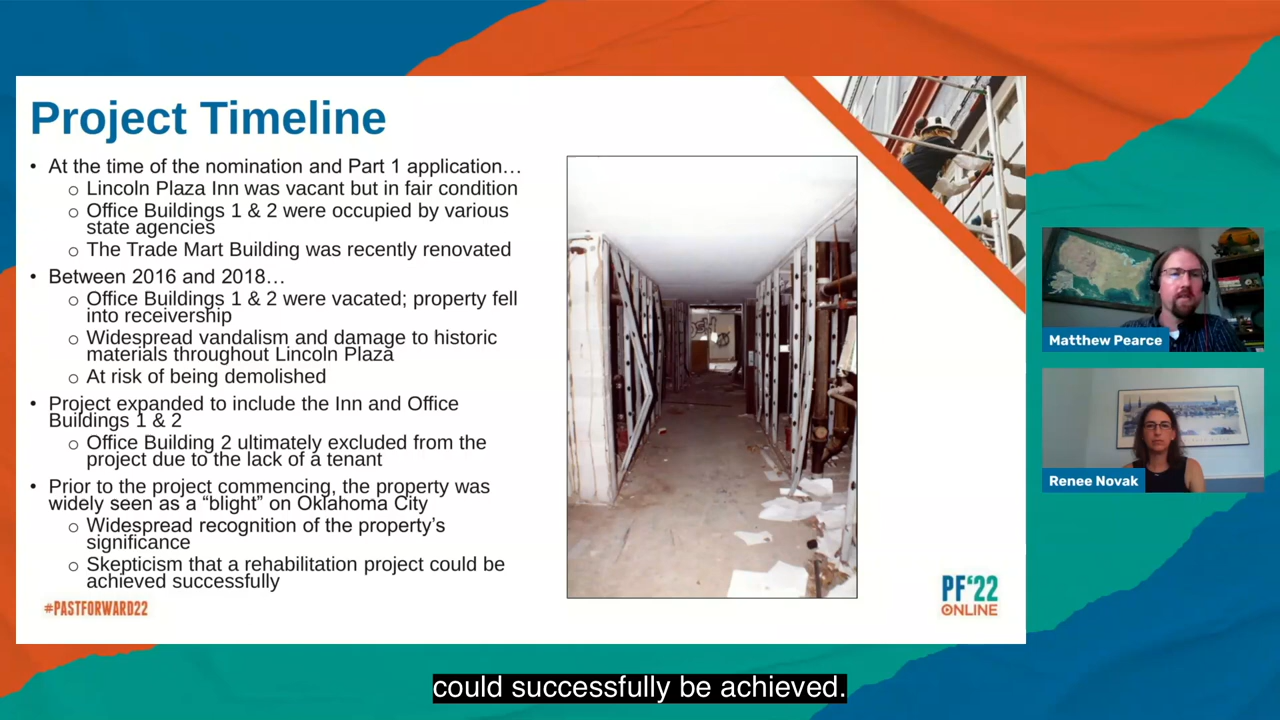 Project Timeline
• At the time of the nomination and Part 1 application…
o Lincoln Plaza Inn was vacant but in fair condition
o Office Buildings 1 & 2 were occupied by various
state agencies
o The Trade Mart Building was recently renovated
• Between 2016 and 2018…
o Office Buildings 1 & 2 were vacated; property fell
into receivership
o Widespread vandalism and damage to historic
materials throughout Lincoln Plaza
o At risk of being demolished
• Project expanded to include the Inn and Office
Buildings 1 & 2
o Office Building 2 ultimately excluded from the
project due to the lack of a tenant
• Prior to the project commencing, the property was
widely seen as a “blight” on Oklahoma City
o Widespread recognition of the property’s
significance
o Skepticism that a rehabilitation project could be
achieved successfully
#PASTFORWARD22
PF‘22
ONLINE
Matthew Pearce
Renee Novak
could successfully be achieved.